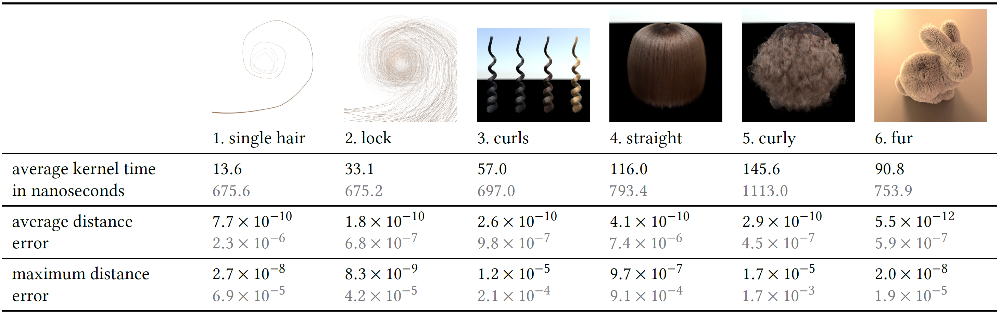 1. single hair 2. lock 3. curls 4. straight 5. curly 6. fur
average kernel time 13.6 33.1 57.0 116.0 145.6 90.8
in nanoseconds 675.6 675.2 697.0 793.4 1113.0 753.9
average distance 7.7 × 10⁻¹⁰ 1.8 × 10⁻¹⁰ 2.6 × 10⁻¹⁰ 4.1 × 10⁻¹⁰ 2.9 × 10⁻¹⁰ 5.5 × 10⁻¹²
error 2.3 × 10⁻⁶ 6.8 × 10⁻⁷ 9.8 × 10⁻⁷ 7.4 × 10⁻⁶ 4.5 × 10⁻⁷ 5.9 × 10⁻⁷
maximum distance 2.7 × 10⁻⁸ 8.3 × 10⁻⁹ 1.2 × 10⁻⁵ 9.7 × 10⁻⁷ 1.7 × 10⁻⁵ 2.0 × 10⁻⁸
error 6.9 × 10⁻⁵ 4.2 × 10⁻⁵ 2.1 × 10⁻⁴ 9.1 × 10⁻⁴ 1.7 × 10⁻³ 1.9 × 10⁻⁵